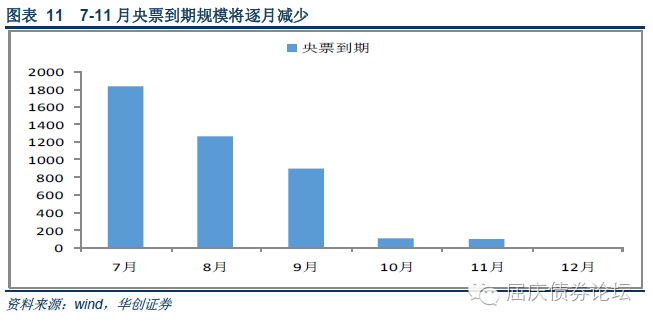 图表 11 7-11月央票到期规模将逐月减少
央票到期
2000
1800
1600
1400
1200
1000
800
600
400
200
0
7月 8月 9月 10月 11月 12月
资料来源：wind，华创证券
屈庆债券论坛